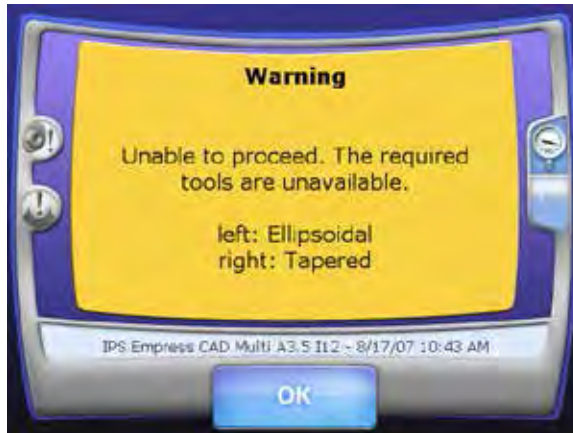 Warning
Unable to proceed. The required
tools are unavailable.
left: Ellipsoidal
right: Tapered
IPS Empress CAD Multi A3.5 I12 - 8/17/07 10:43 AM
OK